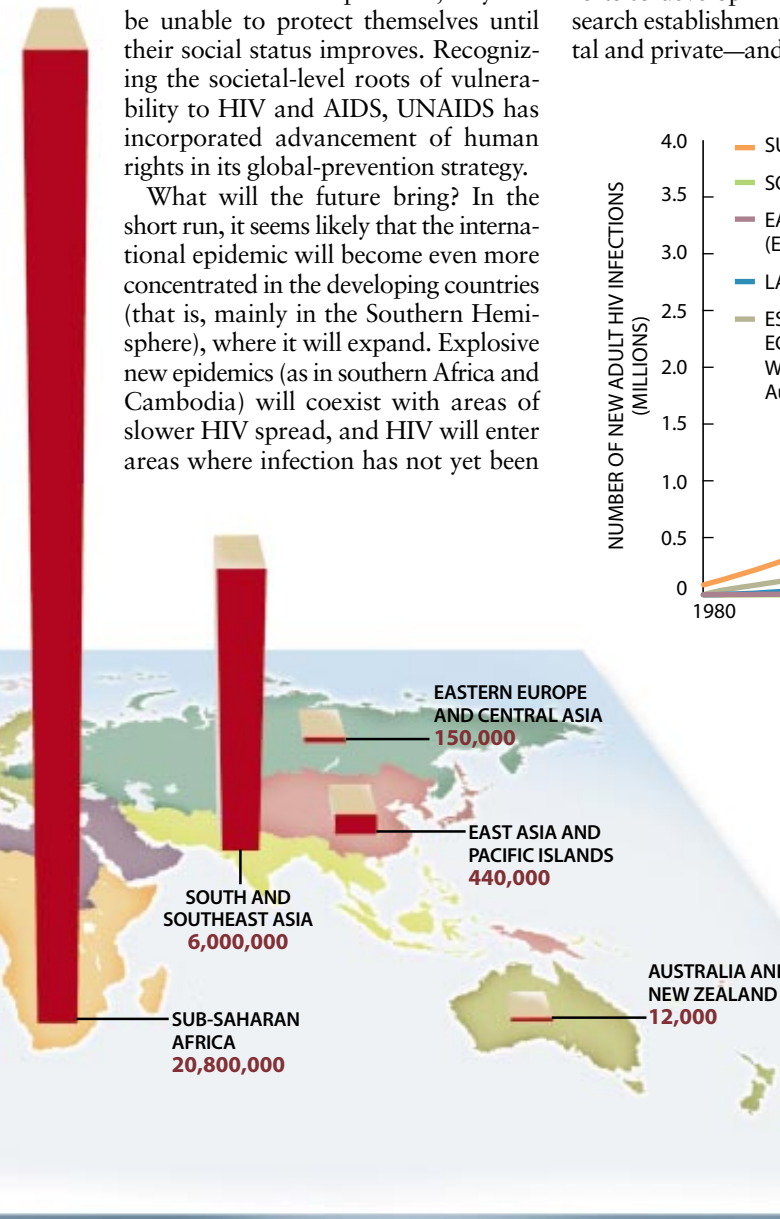 be unable to protect themselves until
their social status improves. Recogniz-
ing the societal-level roots of vulnera-
bility to HIV and AIDS, UNAIDS has
incorporated advancement of human
rights in its global-prevention strategy.
What will the future bring? In the
short run, it seems likely that the interna-
tional epidemic will become even more
concentrated in the developing countries
(that is, mainly in the Southern Hemi-
sphere), where it will expand. Explosive
new epidemics (as in southern Africa and
Cambodia) will coexist with areas of
slower HIV spread, and HIV will enter
areas where infection has not yet been
search establishment
tal and private—and
NUMBER OF NEW ADULT HIV INFECTIONS
(MILLIONS)
4.0
3.5
3.0
2.5
2.0
1.5
1.0
0.5
0
1980
SU
EA
(E
LA
ES
W
Au
EASTERN EUROPE
AND CENTRAL ASIA
150,000
EAST ASIA AND
PACIFIC ISLANDS
440,000
SOUTH AND
SOUTHEAST ASIA
6,000,000
AUSTRALIA AND
NEW ZEALAND
12,000
SUB-SAHARAN
AFRICA
20,800,000